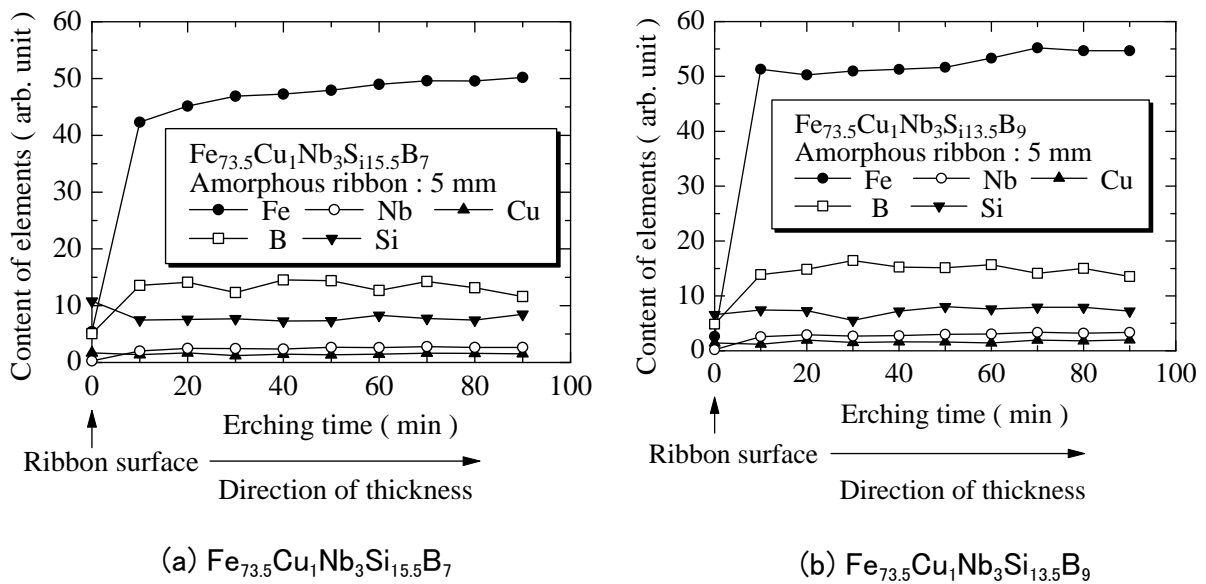 60
50
40
30
20
10
0
Content of elements ( arb. unit )
Fe73.5Cu1Nb3Si15.5B7
Amorphous ribbon : 5 mm
Fe Nb Cu
B Si
0 20 40 60 80 100
Erching time ( min )
Ribbon surface
Direction of thickness
(a) Fe73.5Cu1Nb3Si15.5B7
60
50
40
30
20
10
0
Content of elements ( arb. unit )
Fe73.5Cu1Nb3Si13.5B9
Amorphous ribbon : 5 mm
Fe Nb Cu
B Si
0 20 40 60 80 100
Erching time ( min )
Ribbon surface
Direction of thickness
(b) Fe73.5Cu1Nb3Si13.5B9